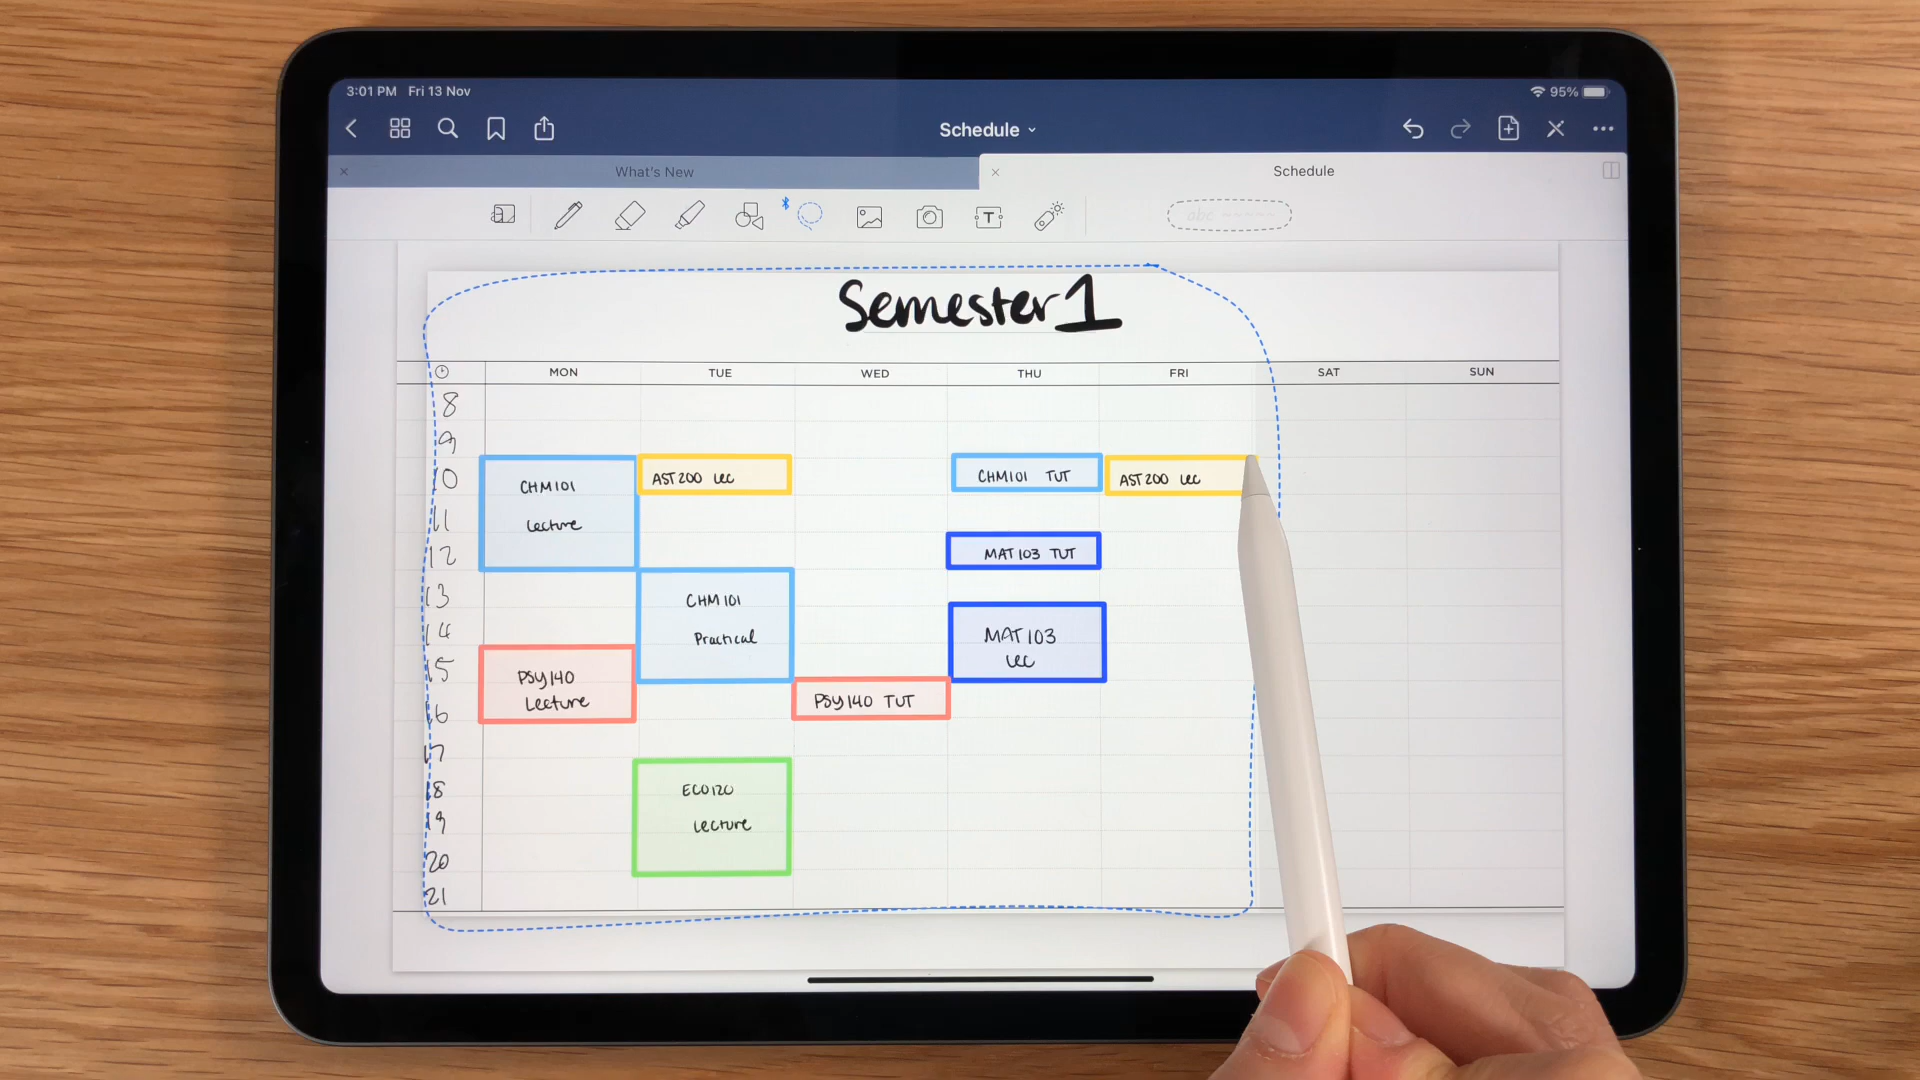 3:01 PM Fri 13 Nov
95%
Schedule
What's New
Schedule
T
abc
Semester 1
MON TUE WED THU FRI SAT SUN
8
9
10
CHM101
Lecture
AST200 Lec
CHM101 TUT
AST200 Lec
11
12
MAT103 TUT
13
CHM101
Practical
14
MAT103
Lec
15
PSY140
Lecture
16
PSY140 TUT
17
18
ECO120
Lecture
19
20
21